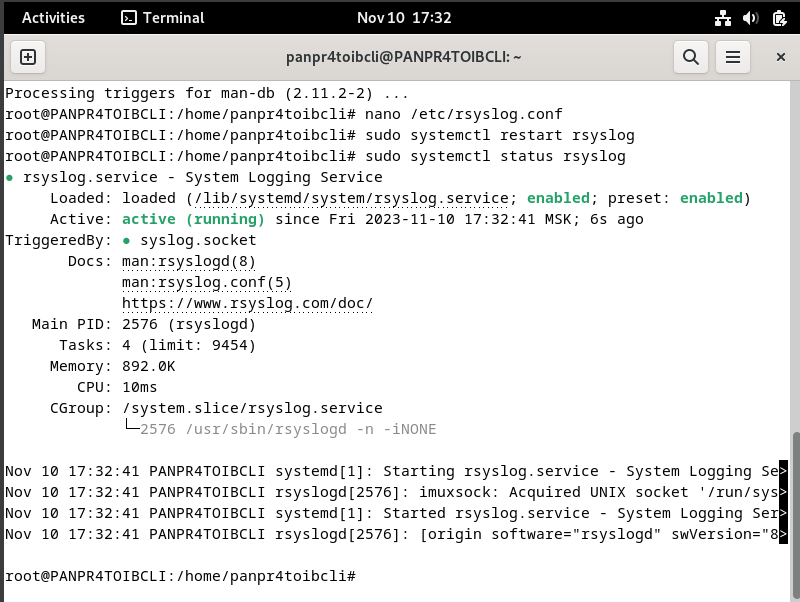 Activities Terminal Nov 10 17:32
panpr4toibcli@PANPR4TOIBCLI: ~
Processing triggers for man-db (2.11.2-2) ...
root@PANPR4TOIBCLI:/home/panpr4toibcli# nano /etc/rsyslog.conf
root@PANPR4TOIBCLI:/home/panpr4toibcli# sudo systemctl restart rsyslog
root@PANPR4TOIBCLI:/home/panpr4toibcli# sudo systemctl status rsyslog
● rsyslog.service - System Logging Service
Loaded: loaded (/lib/systemd/system/rsyslog.service; enabled; preset: enabled)
Active: active (running) since Fri 2023-11-10 17:32:41 MSK; 6s ago
TriggeredBy: ● syslog.socket
Docs: man:rsyslogd(8)
man:rsyslog.conf(5)
https://www.rsyslog.com/doc/
Main PID: 2576 (rsyslogd)
Tasks: 4 (limit: 9454)
Memory: 892.0K
CPU: 10ms
CGroup: /system.slice/rsyslog.service
└─2576 /usr/sbin/rsyslogd -n -iNONE
Nov 10 17:32:41 PANPR4TOIBCLI systemd[1]: Starting rsyslog.service - System Logging Se>
Nov 10 17:32:41 PANPR4TOIBCLI rsyslogd[2576]: imuxsock: Acquired UNIX socket '/run/sys>
Nov 10 17:32:41 PANPR4TOIBCLI systemd[1]: Started rsyslog.service - System Logging Ser>
Nov 10 17:32:41 PANPR4TOIBCLI rsyslogd[2576]: [origin software="rsyslogd" swVersion="8>
root@PANPR4TOIBCLI:/home/panpr4toibcli#